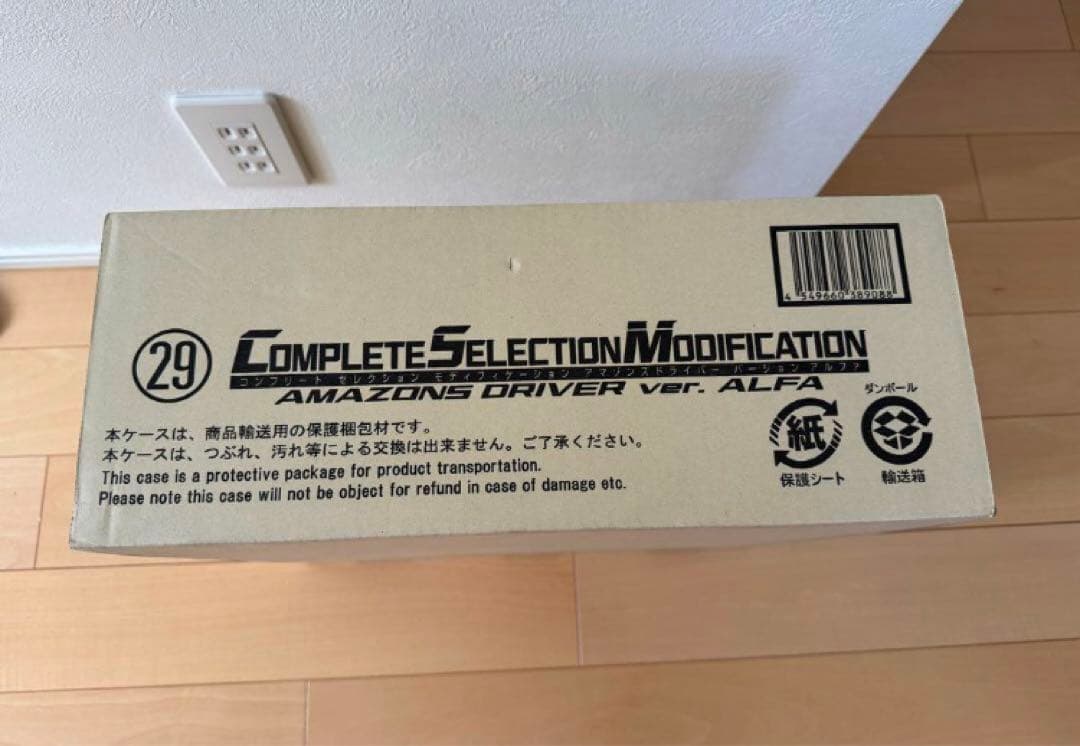 4 549660 389088
29
COMPLETE SELECTION MODIFICATION
コンプリート セレクション モディフィケーション アマゾンズドライバー バージョン アルファ
AMAZONS DRIVER ver. ALFA
本ケースは、商品輸送用の保護梱包材です。
本ケースは、つぶれ、汚れ等による交換は出来ません。ご了承ください。
This case is a protective package for product transportation.
Please note this case will not be object for refund in case of damage etc.
紙
保護シート
ダンボール
輸送箱